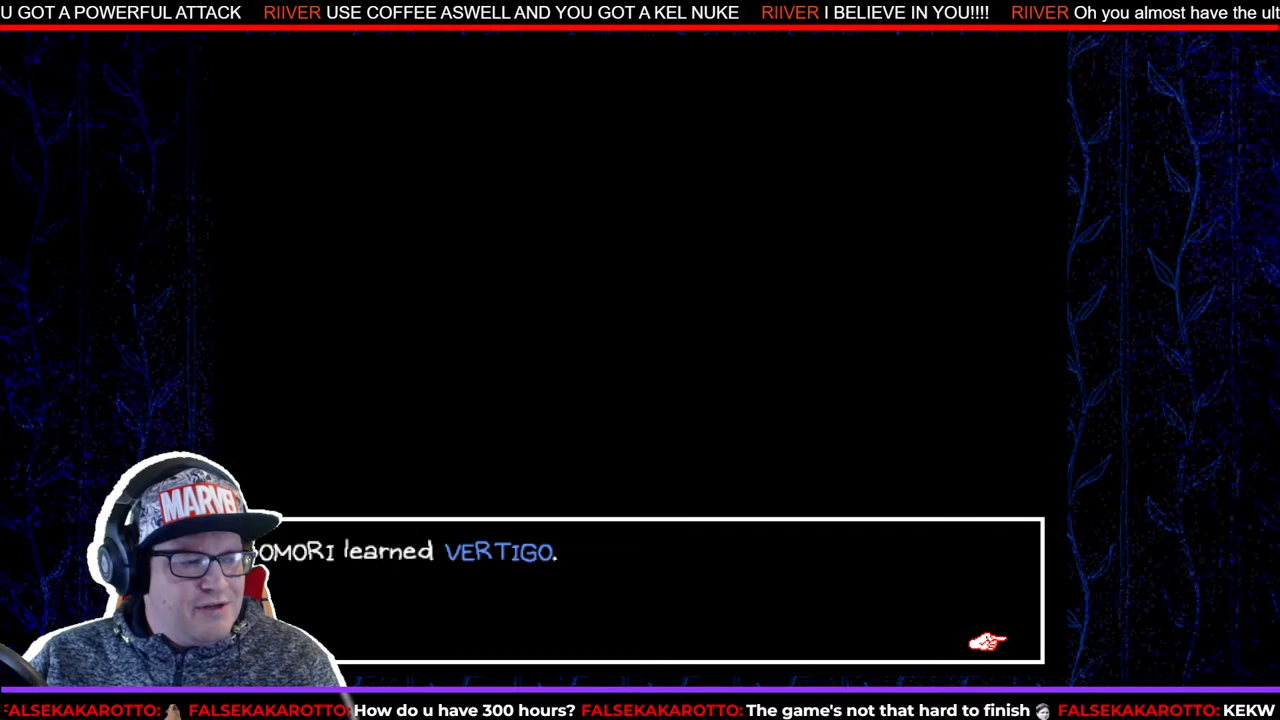 U GOT A POWERFUL ATTACK RIIVER USE COFFEE ASWELL AND YOU GOT A KEL NUKE RIIVER I BELIEVE IN YOU!!!! RIIVER Oh you almost have the ult
MARVEL
OMORI learned VERTIGO.
FALSEKAKAROTTO: FALSEKAKAROTTO: How do u have 300 hours? FALSEKAKAROTTO: The game's not that hard to finish FALSEKAKAROTTO: KEKW